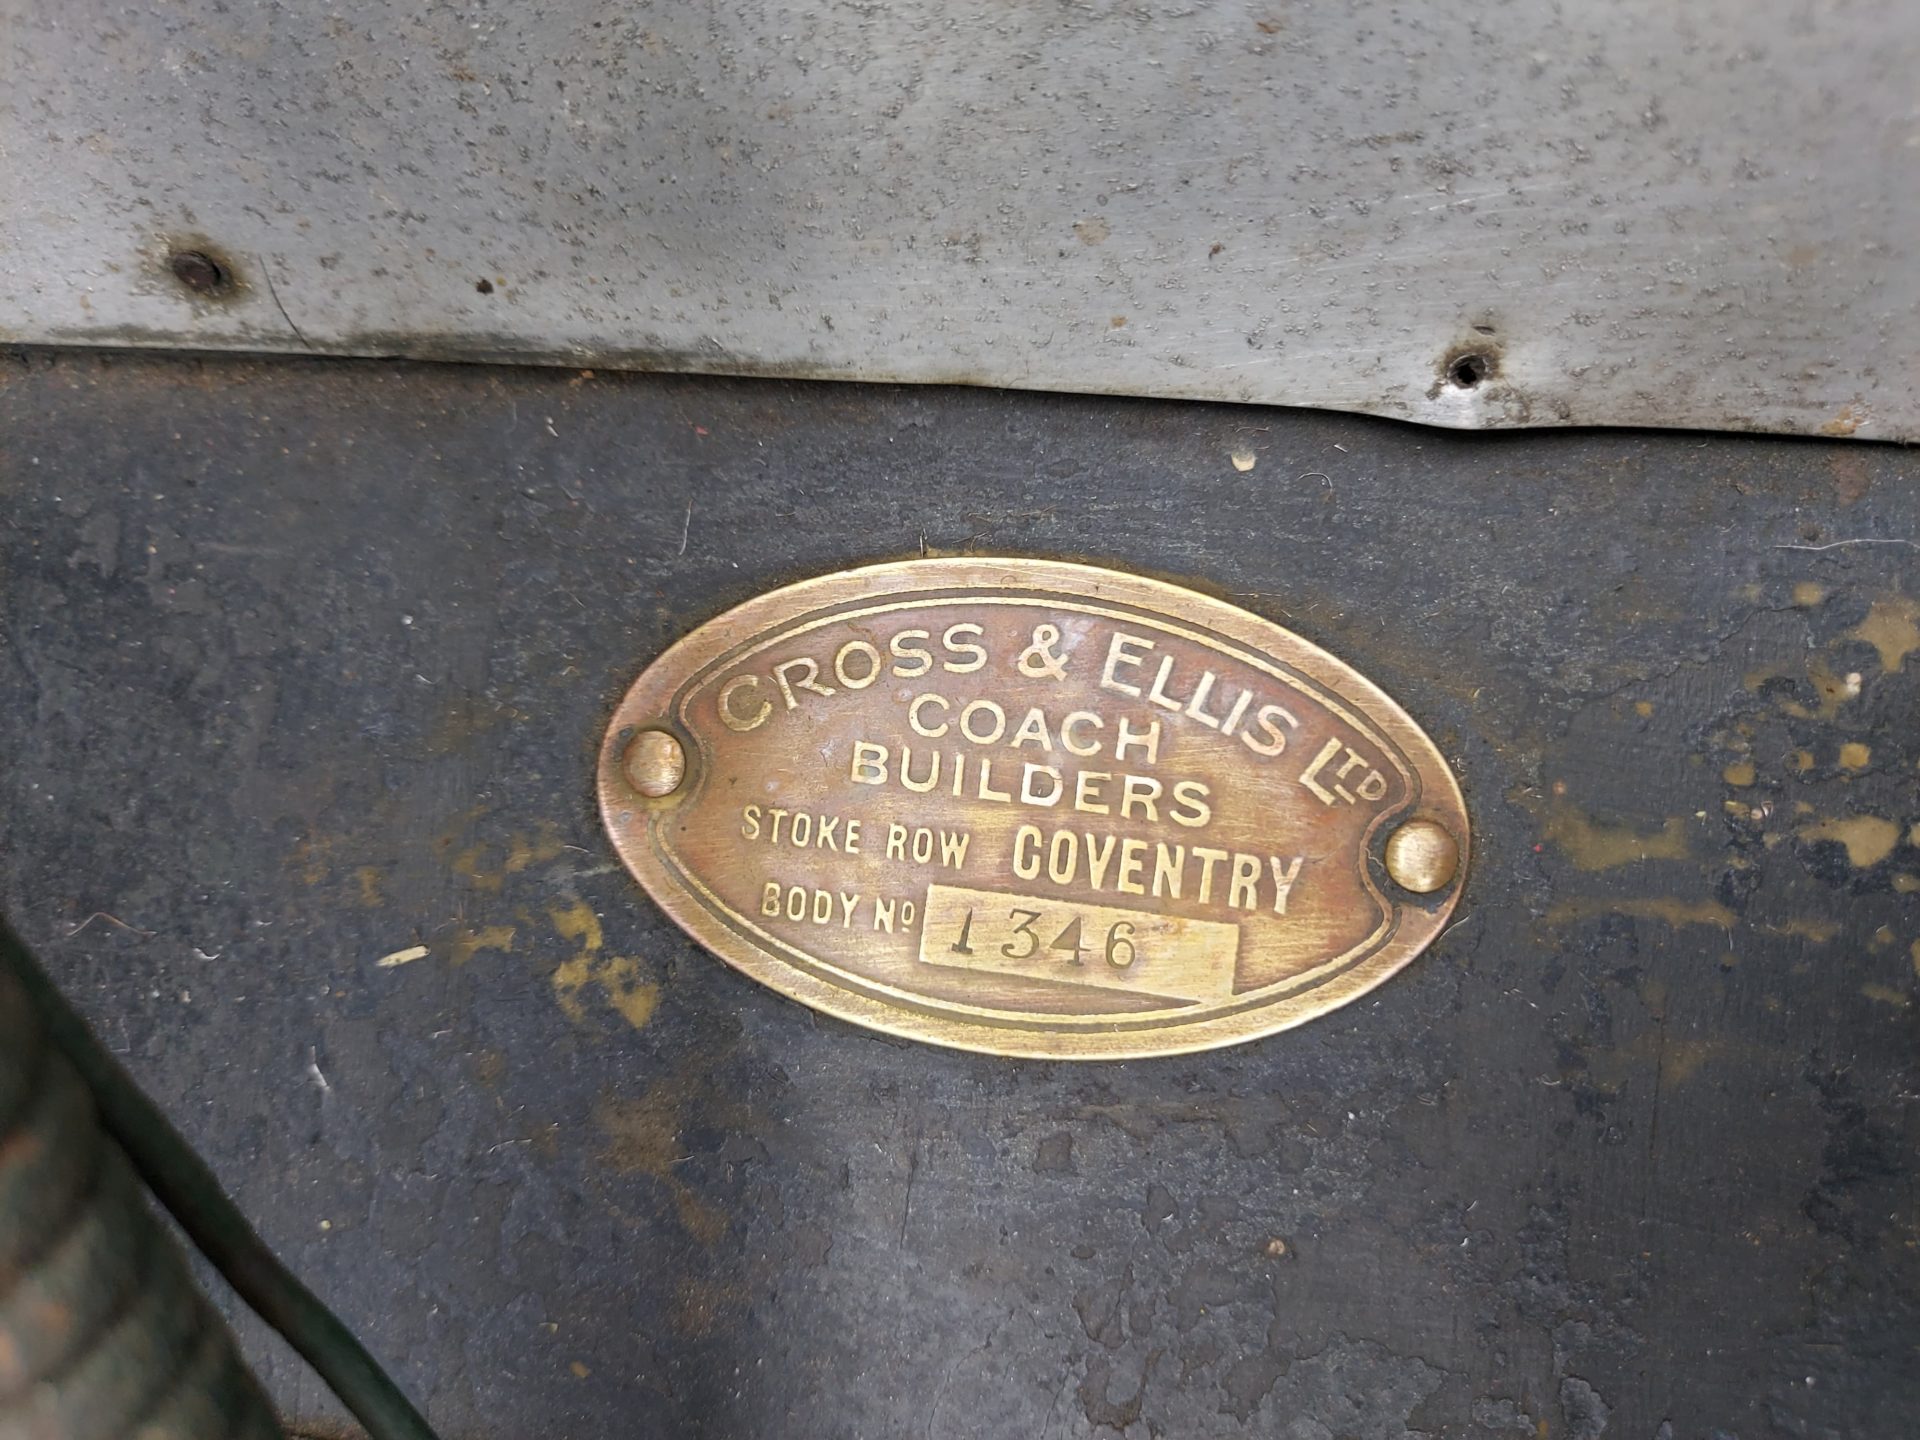 CROSS & ELLIS LTD
COACH
BUILDERS
STOKE ROW COVENTRY
BODY NO 1346